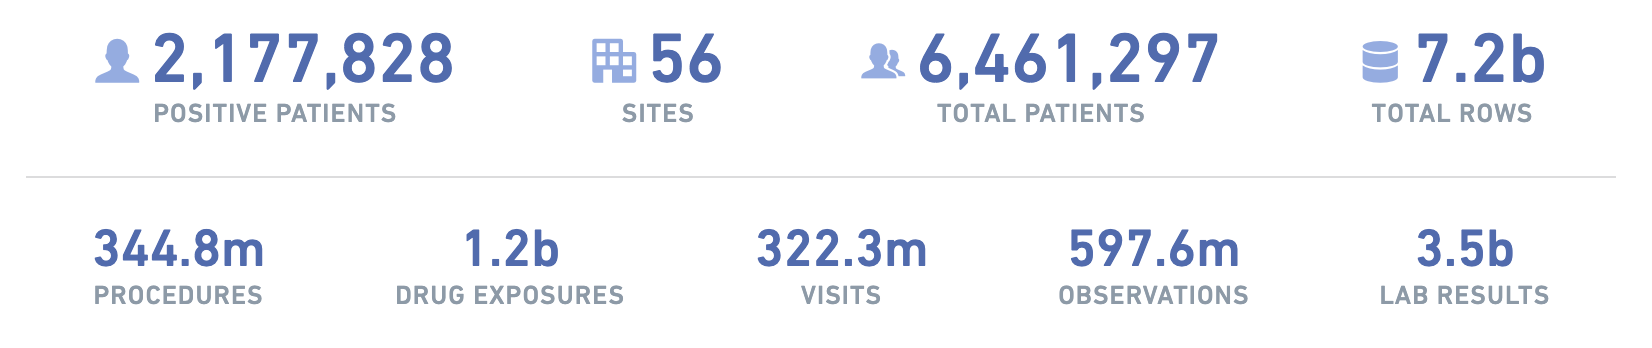 2,177,828 56 6,461,297 7.2b
POSITIVE PATIENTS SITES TOTAL PATIENTS TOTAL ROWS
344.8m 1.2b 322.3m 597.6m 3.5b
PROCEDURES DRUG EXPOSURES VISITS OBSERVATIONS LAB RESULTS